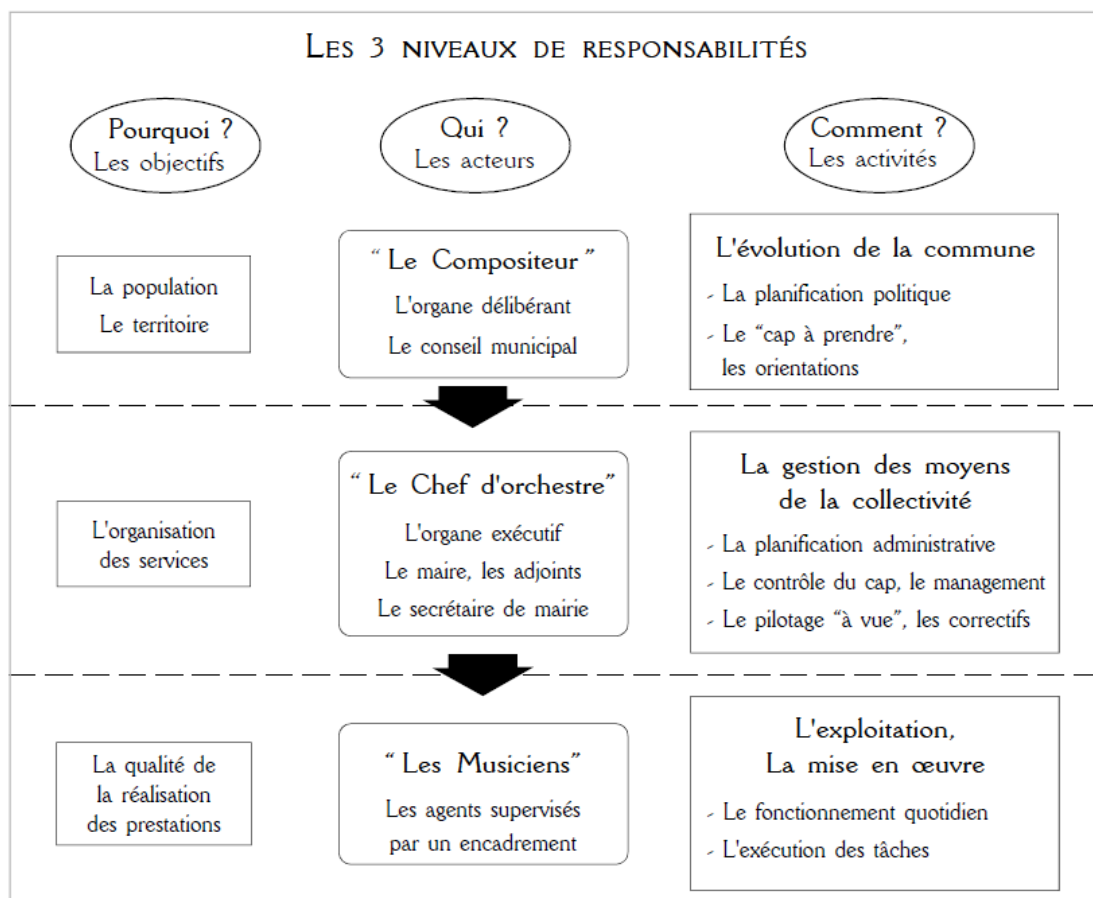 Les 3 niveaux de responsabilités
Pourquoi ?
Les objectifs
Qui ?
Les acteurs
Comment ?
Les activités
La population
Le territoire
“ Le Compositeur ”
L'organe délibérant
Le conseil municipal
L'évolution de la commune
- La planification politique
- Le “cap à prendre”,
les orientations
L'organisation
des services
“ Le Chef d'orchestre”
L'organe exécutif
Le maire, les adjoints
Le secrétaire de mairie
La gestion des moyens
de la collectivité
- La planification administrative
- Le contrôle du cap, le management
- Le pilotage “à vue”, les correctifs
La qualité de
la réalisation
des prestations
“ Les Musiciens”
Les agents supervisés
par un encadrement
L'exploitation,
La mise en œuvre
- Le fonctionnement quotidien
- L'exécution des tâches